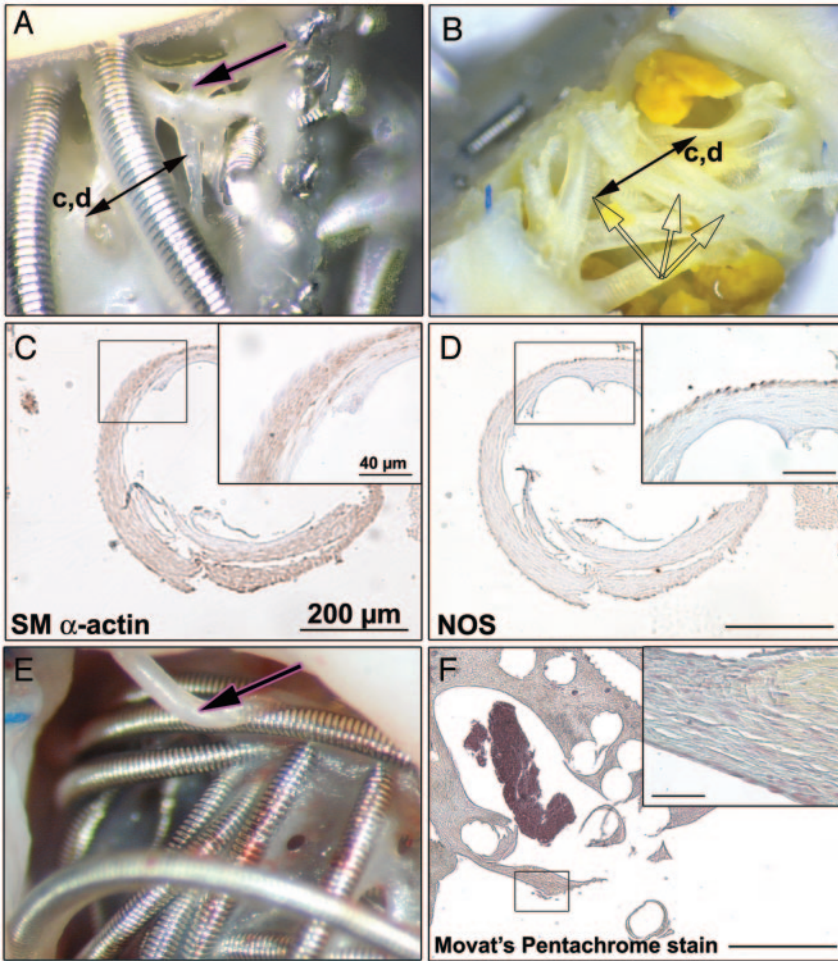 A
c,d
B
c,d
C
40 µm
SM α-actin
200 µm
D
NOS
E
F
Movat's Pentachrome stain